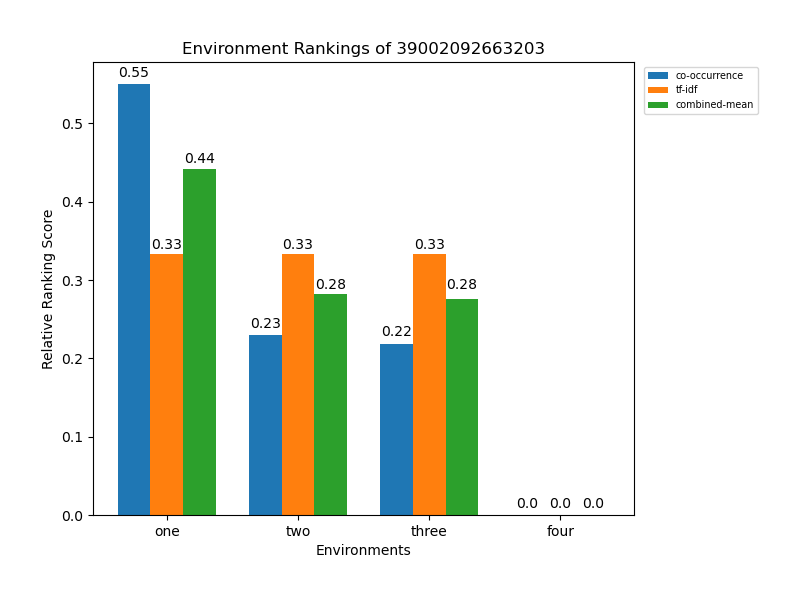 Environment Rankings of 39002092663203
co-occurrence
tf-idf
combined-mean
Relative Ranking Score
0.5
0.4
0.3
0.2
0.1
0.0
0.55 0.33 0.44
0.23 0.33 0.28
0.22 0.33 0.28
0.0 0.0 0.0
one two three four
Environments